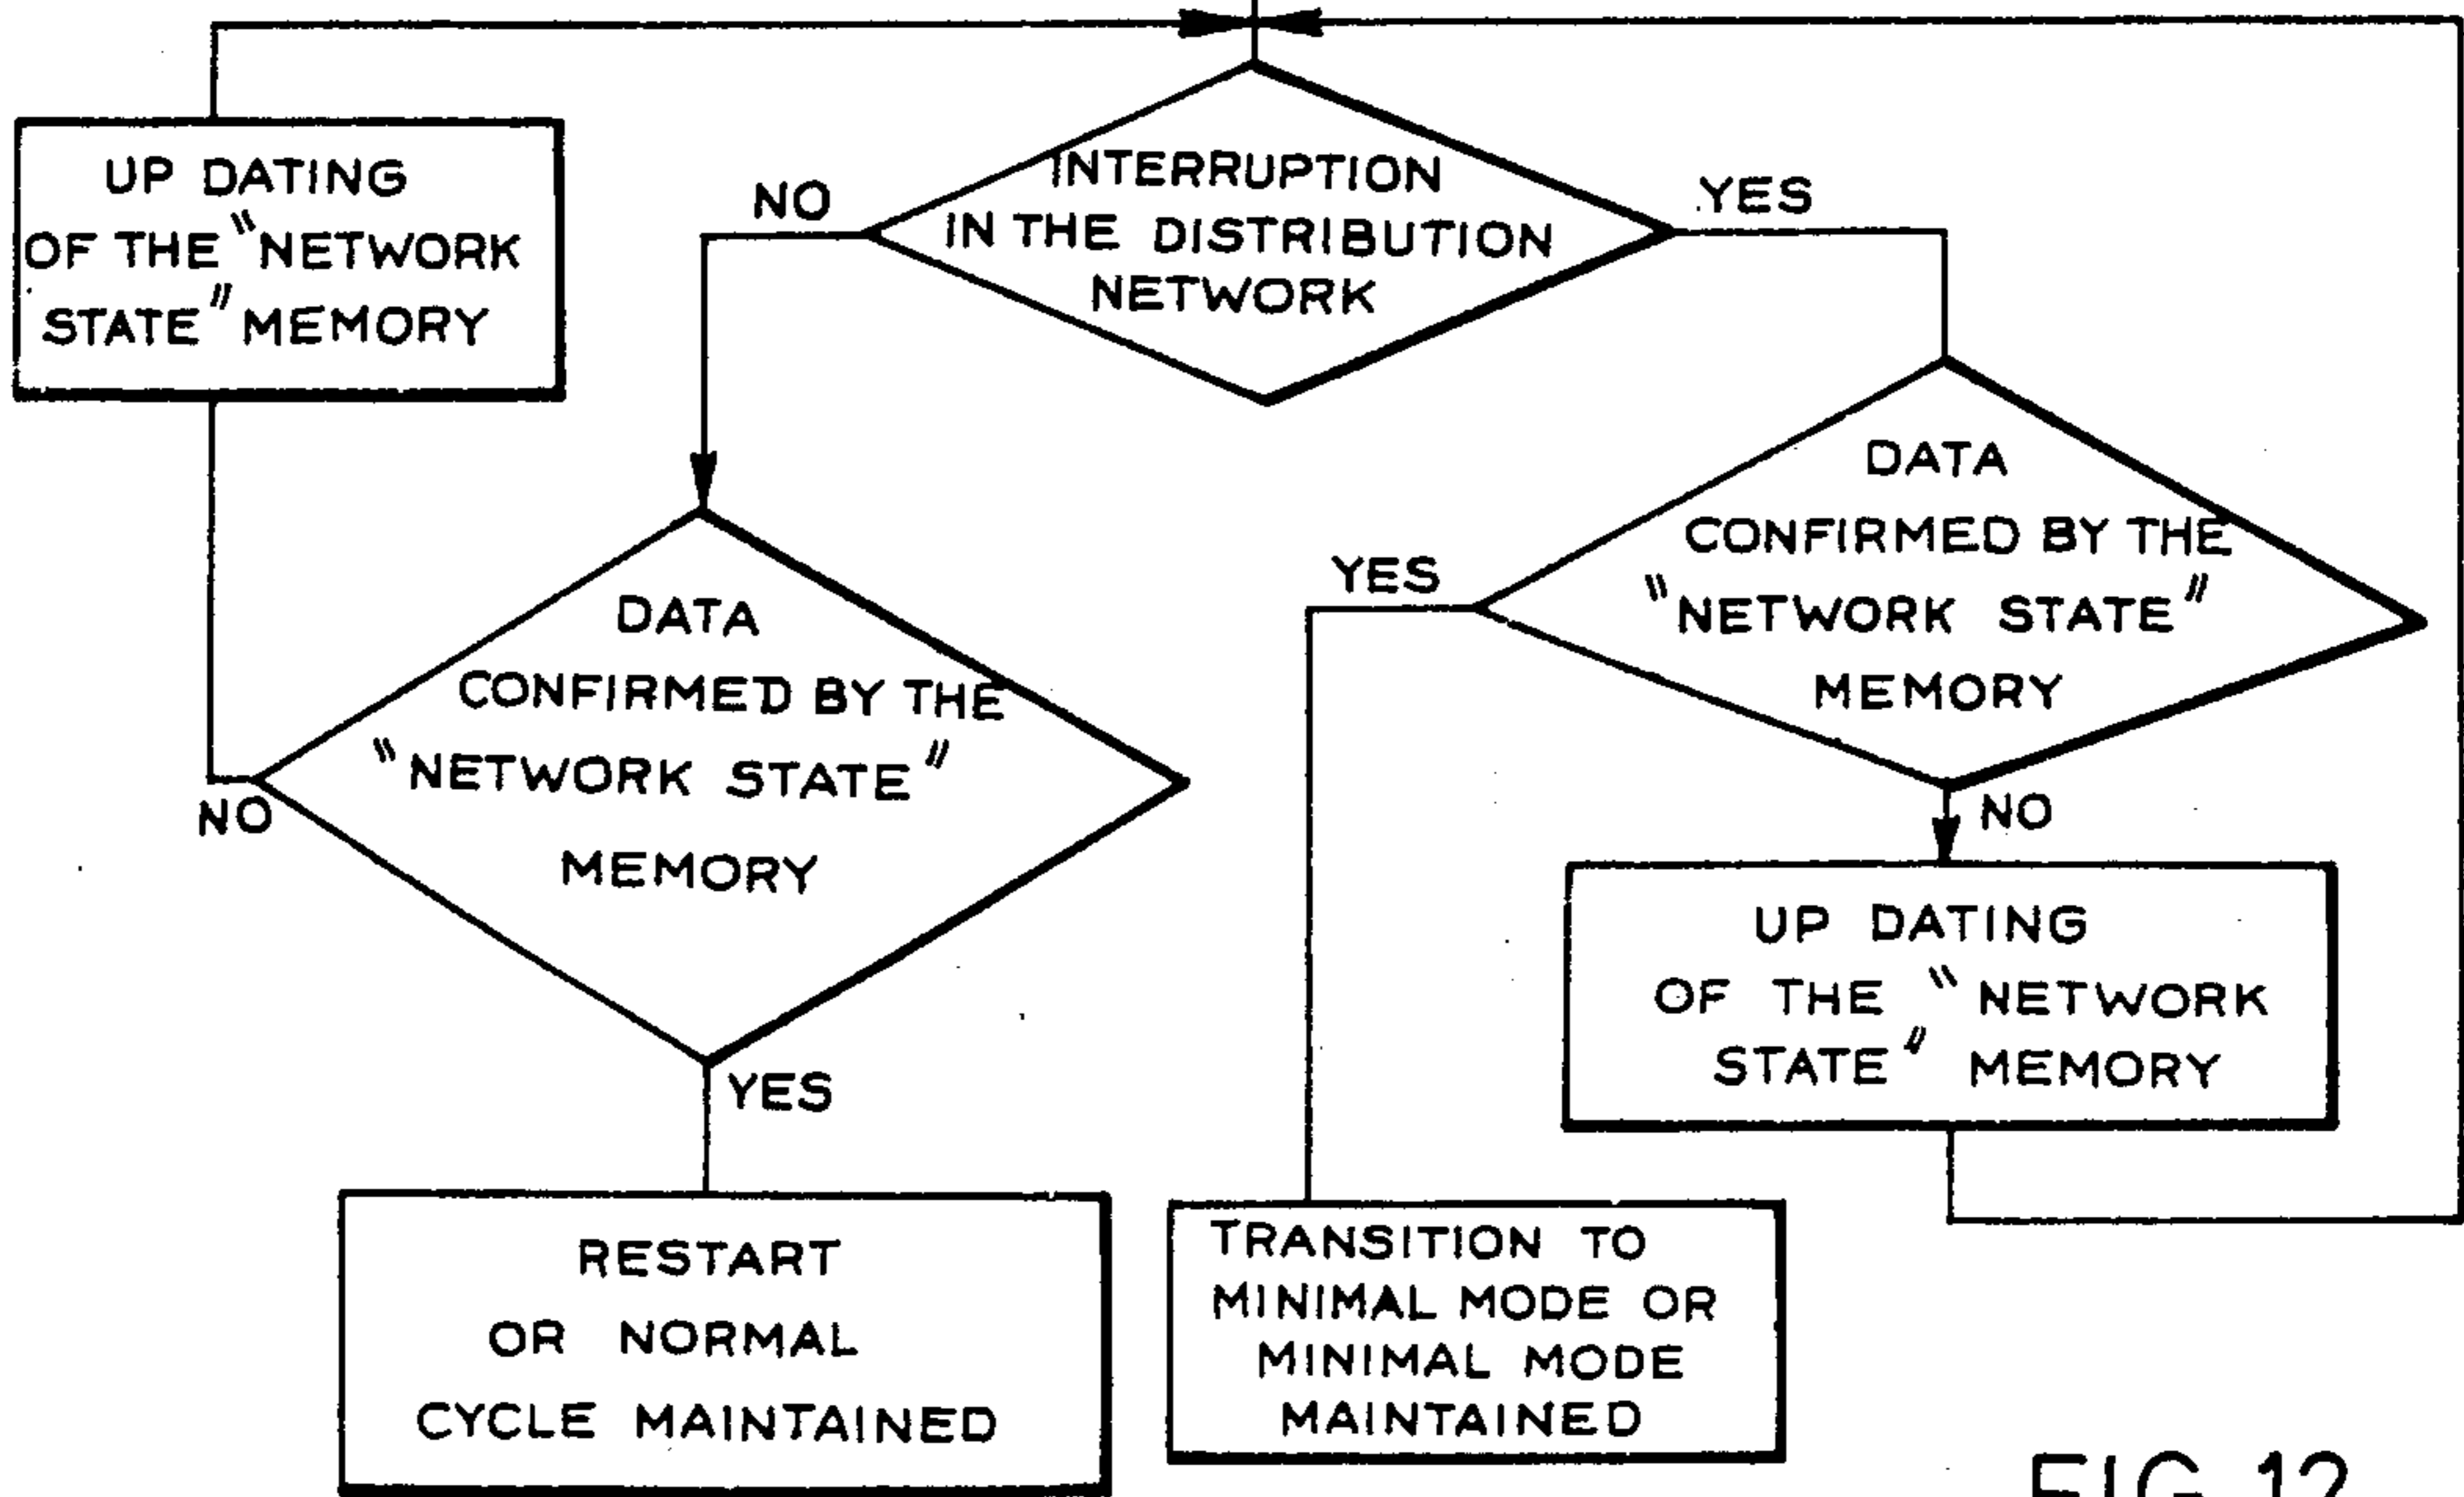 UP DATING
OF THE "NETWORK
STATE" MEMORY
INTERRUPTION
IN THE DISTRIBUTION
NETWORK
NO
YES
DATA
CONFIRMED BY THE
"NETWORK STATE"
MEMORY
NO
YES
DATA
CONFIRMED BY THE
"NETWORK STATE"
MEMORY
YES
NO
UP DATING
OF THE "NETWORK
STATE" MEMORY
RESTART
OR NORMAL
CYCLE MAINTAINED
TRANSITION TO
MINIMAL MODE OR
MINIMAL MODE
MAINTAINED
FIG.12